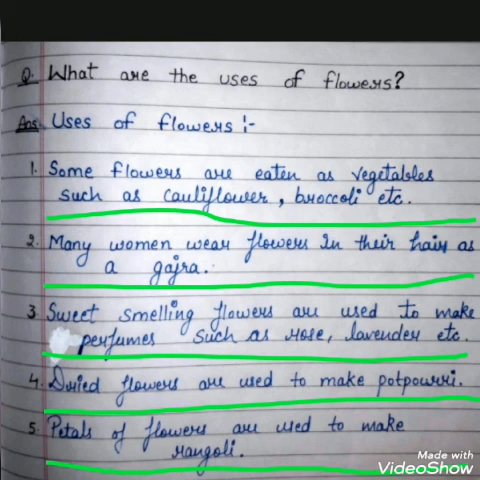 Q. What are the uses of flowers?
Ans. Uses of flowers :-
1. Some flowers are eaten as vegetables
such as cauliflower, broccoli etc.
2. Many women wear flowers In their hair as
a gajra.
3. Sweet smelling flowers are used to make
perfumes such as rose, lavender etc.
4. Dried flowers are used to make potpourri.
5. Petals of flowers are used to make
rangoli.
Made with
VideoShow